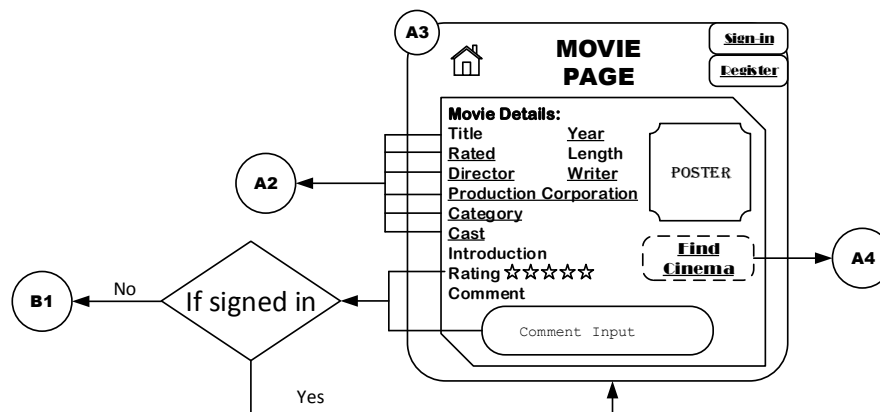 A3
MOVIE
PAGE
Sign-in
Register
Movie Details:
Title Year
Rated Length
Director Writer
Production Corporation
Category
Cast
Introduction
Rating
Comment
POSTER
Find
Cinema
Comment Input
A2
A4
B1
No
If signed in
Yes